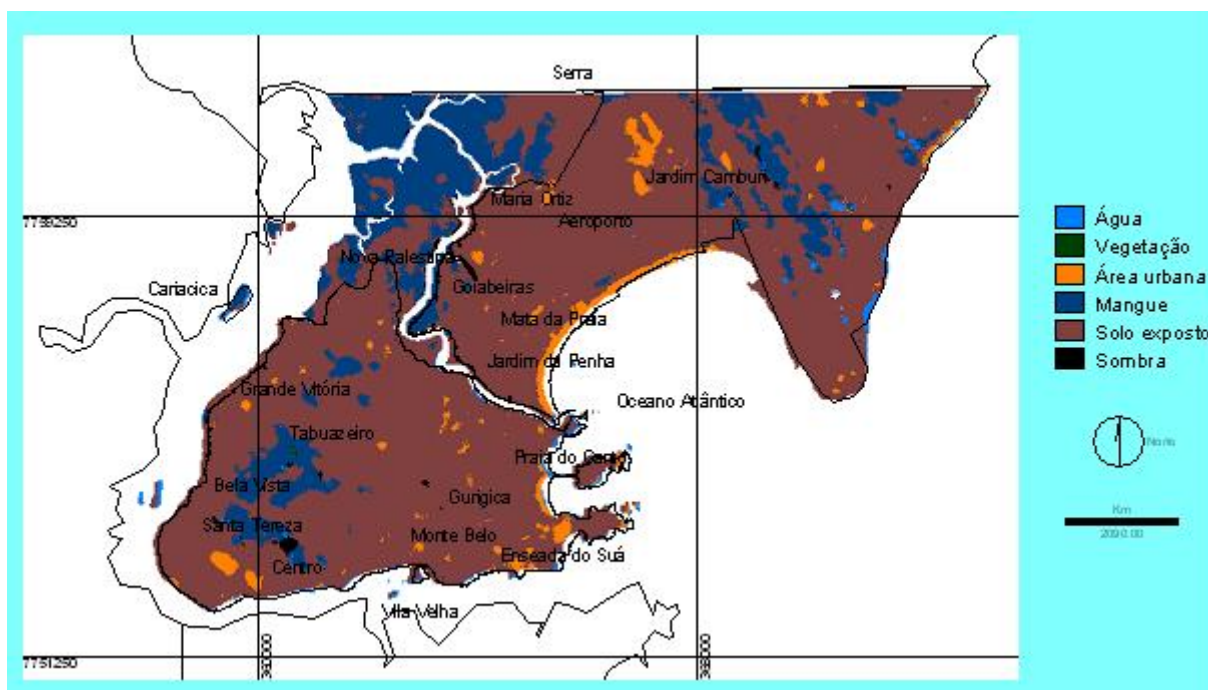 Serra
Jardim Camburi
Maria Ortiz
7759250
Aeroporto
Nova Palestina
Goiabeiras
Cariacica
Mata da Praia
Jardim da Penha
Grande Vitória
Oceano Atlântico
Tabuazeiro
Praia do Canto
Bela Vista
Gurigica
Santa Tereza
Monte Belo
Enseada do Suá
Centro
Vila Velha
7751250
360000
368000
Água
Vegetação
Área urbana
Mangue
Solo exposto
Sombra
Norte
Km
2090.00